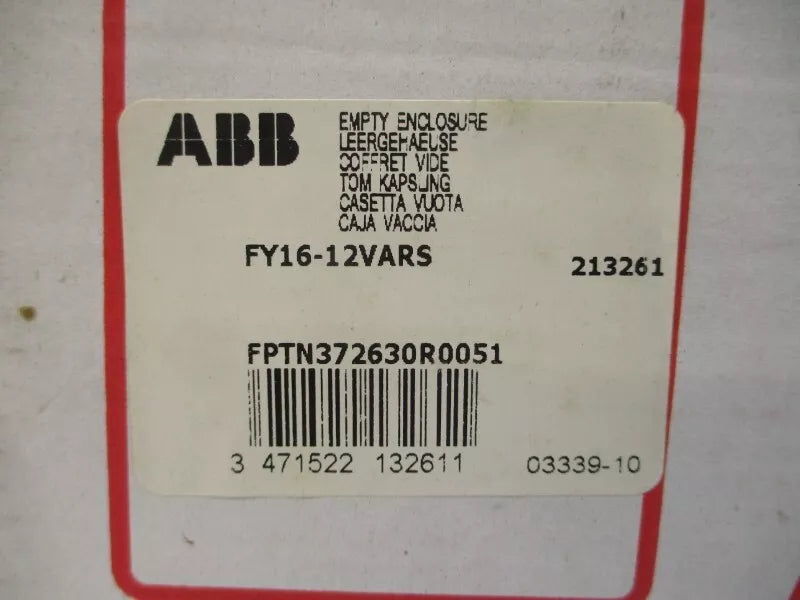 ABB
EMPTY ENCLOSURE
LEERGEHAEUSE
COFFRET VIDE
TOM KAPSLING
CASETTA VUOTA
CAJA VACCIA
FY16-12VARS
213261
FPTN372630R0051
3 471522 132611
03339-10